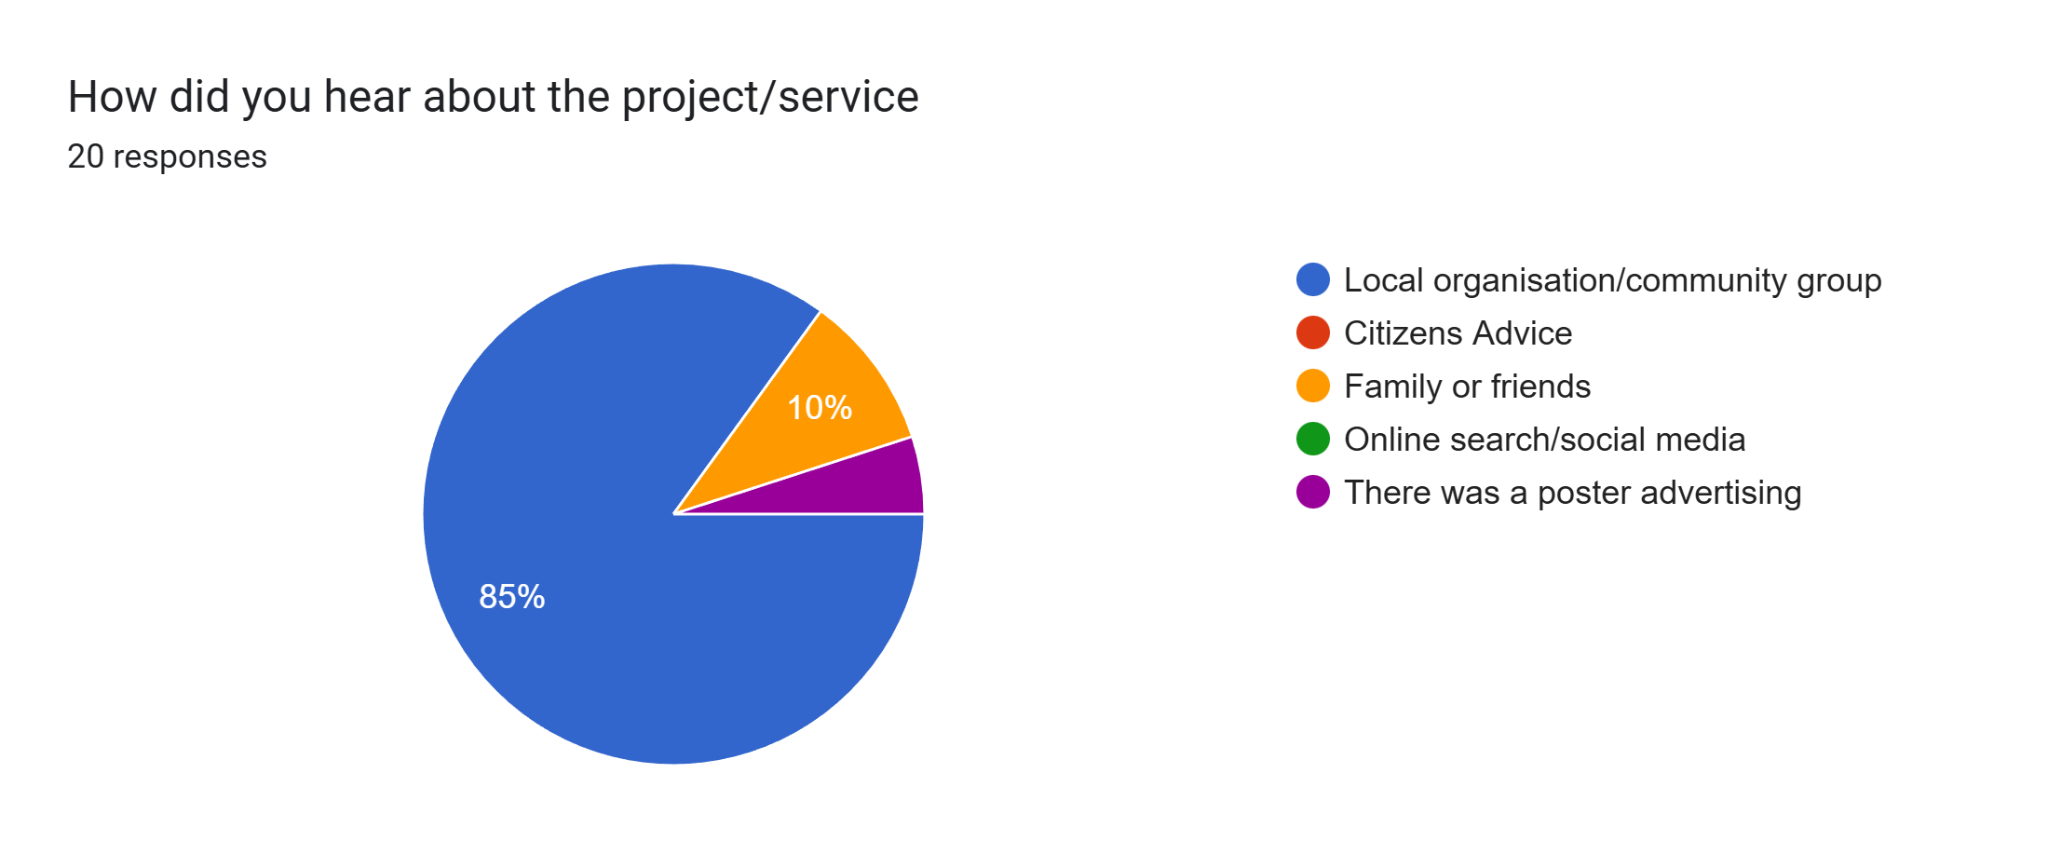 How did you hear about the project/service
20 responses
10%
85%
Local organisation/community group
Citizens Advice
Family or friends
Online search/social media
There was a poster advertising